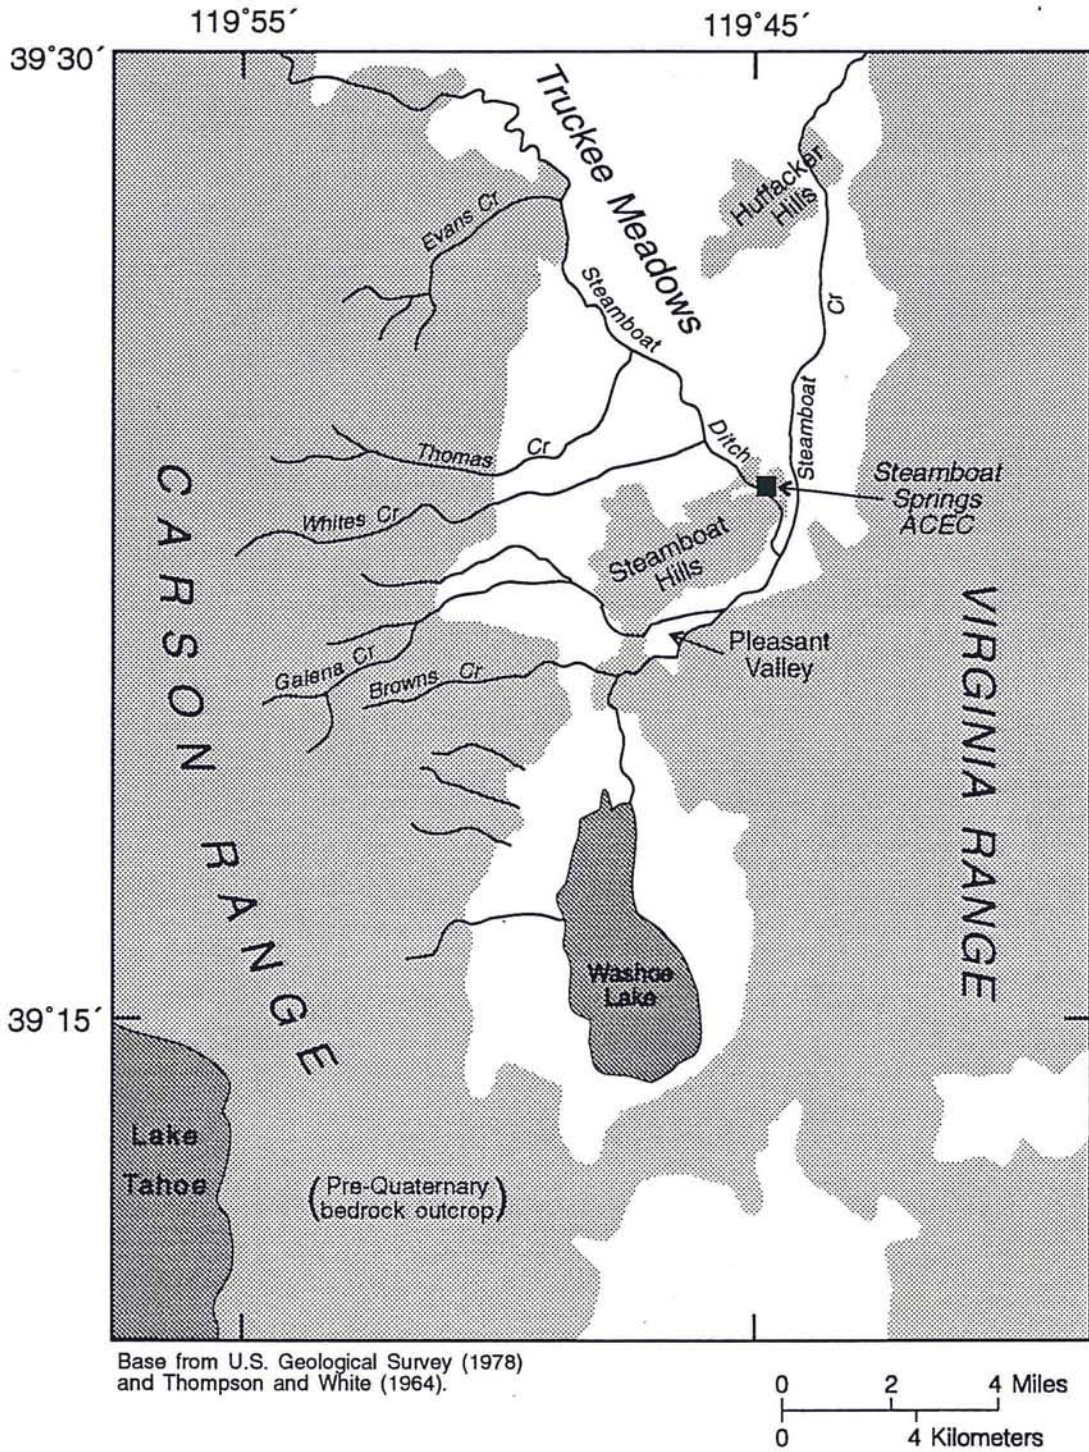 119°55´
119°45´
39°30´
Truckee Meadows
Huffacker
Hills
Evans Cr
Steamboat
Cr
Steamboat
Ditch
Thomas Cr
Steamboat
Springs
ACEC
Whites Cr
Steamboat
Hills
CARSON RANGE
VIRGINIA RANGE
Pleasant
Valley
Galena Cr
Browns Cr
Washoe
Lake
39°15´
Lake
Tahoe
(Pre-Quaternary
bedrock outcrop)
Base from U.S. Geological Survey (1978)
and Thompson and White (1964).
0 2 4 Miles
0 4 Kilometers